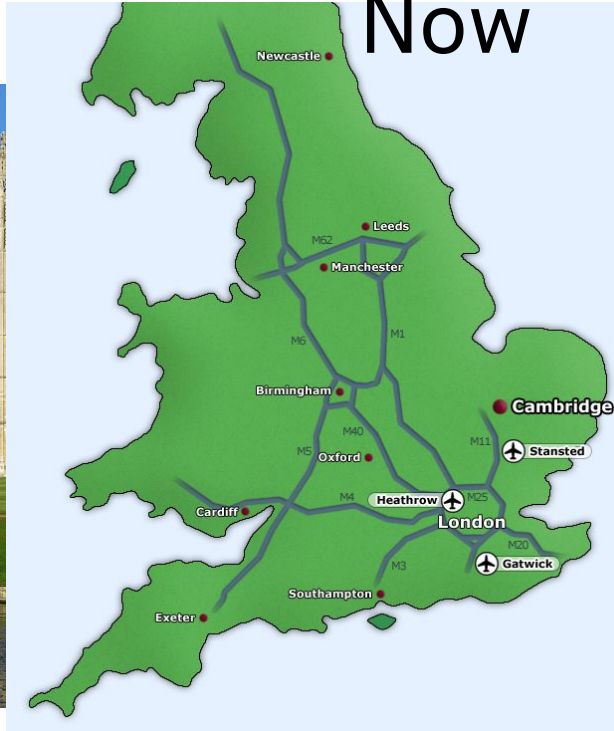 Now
Newcastle
Leeds
M62
Manchester
M6
M1
Birmingham
Cambridge
M40
M11
M5
Oxford
Stansted
Heathrow
M25
M4
Cardiff
London
M20
M3
Gatwick
Southampton
Exeter